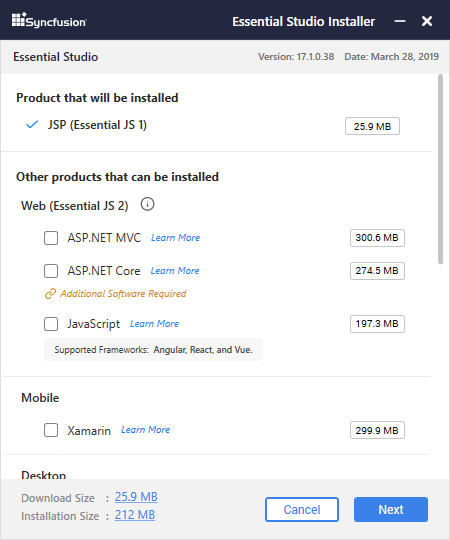 Syncfusion Essential Studio Installer
Essential Studio Version: 17.1.0.38 Date: March 28, 2019
Product that will be installed
JSP (Essential JS 1) 25.9 MB
Other products that can be installed
Web (Essential JS 2)
ASP.NET MVC Learn More 300.6 MB
ASP.NET Core Learn More 274.5 MB
Additional Software Required
JavaScript Learn More 197.3 MB
Supported Frameworks: Angular, React, and Vue.
Mobile
Xamarin Learn More 299.9 MB
Desktop
Download Size : 25.9 MB
Installation Size : 212 MB
Cancel Next